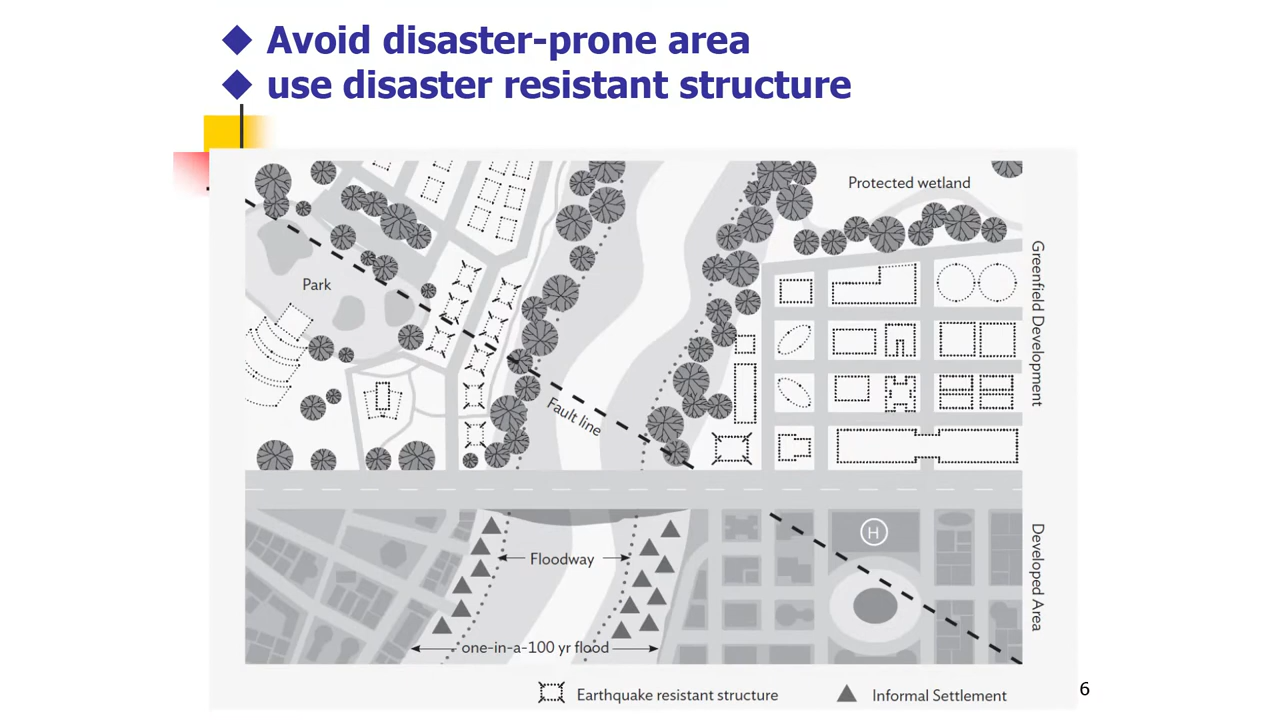 Avoid disaster-prone area
use disaster resistant structure
Protected wetland
Park
Greenfield Development
Fault line
H
Floodway
Developed Area
one-in-a-100 yr flood
Earthquake resistant structure
Informal Settlement
6